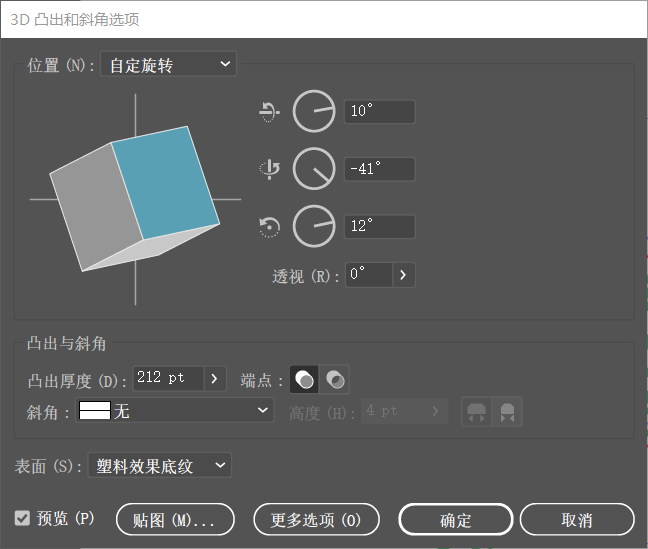 3D 凸出和斜角选项
位置 (N): 自定旋转
10°
-41°
12°
透视 (R): 0°
凸出与斜角
凸出厚度 (D): 212 pt 端点:
斜角: 无 高度 (H): 4 pt
表面 (S): 塑料效果底纹
预览 (P) 贴图 (M)... 更多选项 (O) 确定 取消